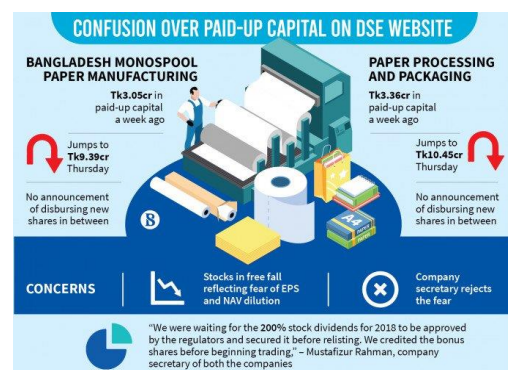 CONFUSION OVER PAID-UP CAPITAL ON DSE WEBSITE
BANGLADESH MONOSPOOL
PAPER MANUFACTURING
Tk3.05cr in
paid-up capital
a week ago
Jumps to
Tk9.39cr
Thursday
No announcement
of disbursing new
shares in between
PAPER PROCESSING
AND PACKAGING
Tk3.36cr in
paid-up capital
a week ago
Jumps to
Tk10.45cr
Thursday
No announcement
of disbursing new
shares in between
A4
PAPER
B
CONCERNS
Stocks in free fall
reflecting fear of EPS
and NAV dilution
Company
secretary rejects
the fear
“We were waiting for the 200% stock dividends for 2018 to be approved
by the regulators and secured it before relisting. We credited the bonus
shares before beginning trading,” – Mustafizur Rahman, company
secretary of both the companies